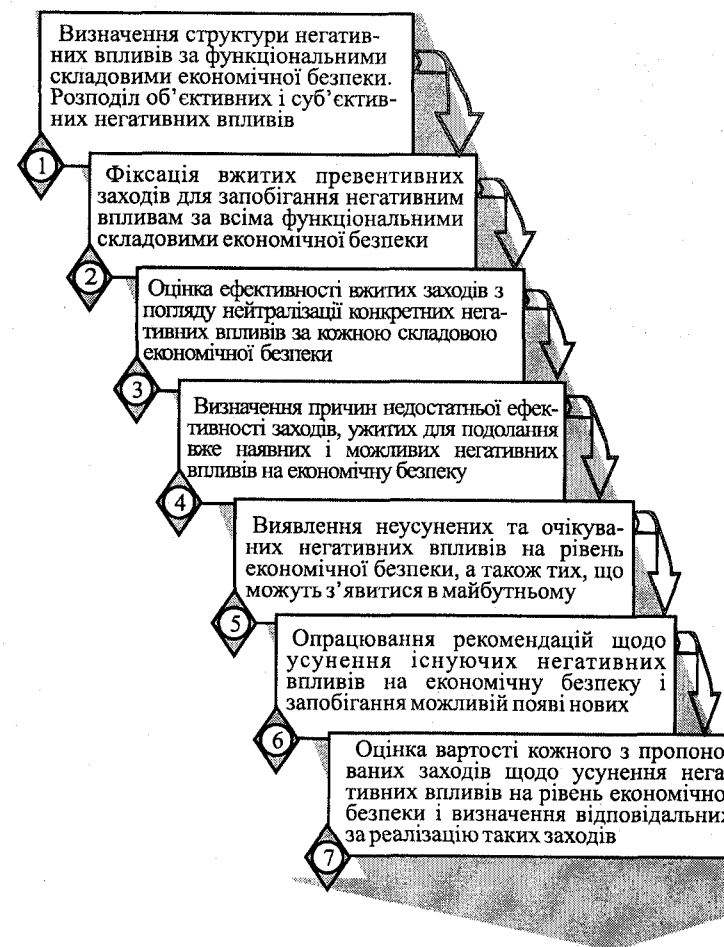 Визначення структури негатив-
них впливів за функціональними
складовими економічної безпеки.
Розподіл об’єктивних і суб’єктив-
них негативних впливів
1
Фіксація вжитих превентивних
заходів для запобігання негативним
впливам за всіма функціональними
складовими економічної безпеки
2
Оцінка ефективності вжитих заходів з
погляду нейтралізації конкретних нега-
тивних впливів за кожною складовою
економічної безпеки
3
Визначення причин недостатньої ефек-
тивності заходів, ужитих для подолання
вже наявних і можливих негативних
впливів на економічну безпеку
4
Виявлення неусунених та очікува-
них негативних впливів на рівень
економічної безпеки, а також тих, що
можуть з’явитися в майбутньому
5
Опрацювання рекомендацій щодо
усунення існуючих негативних
впливів на економічну безпеку і
запобігання можливій появі нових
6
Оцінка вартості кожного з пропоно
ваних заходів щодо усунення нега
тивних впливів на рівень економічно
безпеки і визначення відповідальних
за реалізацію таких заходів
7